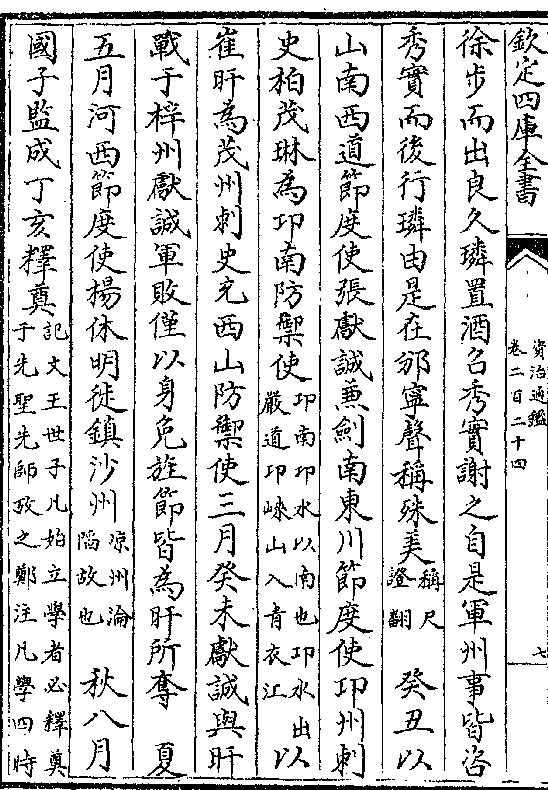 欽定四庫全書
資治通鑑
卷二百二十四
七
徐步而出良久璘置酒召秀實謝之自是軍州事皆咨
秀實而後行璘由是在邠寧聲稱殊美稱尺證翻癸丑以
山南西道節度使張獻誠兼劍南東川節度使邛州刺
史柏茂琳為邛南防禦使邛南邛水以南也邛水出嚴道邛崍山入青衣江以
崔旰為茂州刺史充西山防禦使三月癸未獻誠與旰
戰于梓州獻誠軍敗僅以身免旌節皆為旰所奪夏
五月河西節度使楊休明徙鎮沙州涼州淪陷故也秋八月
國子監成丁亥釋奠記文王世子凡始立學者必釋奠于先聖先師攷之鄭注凡學四時